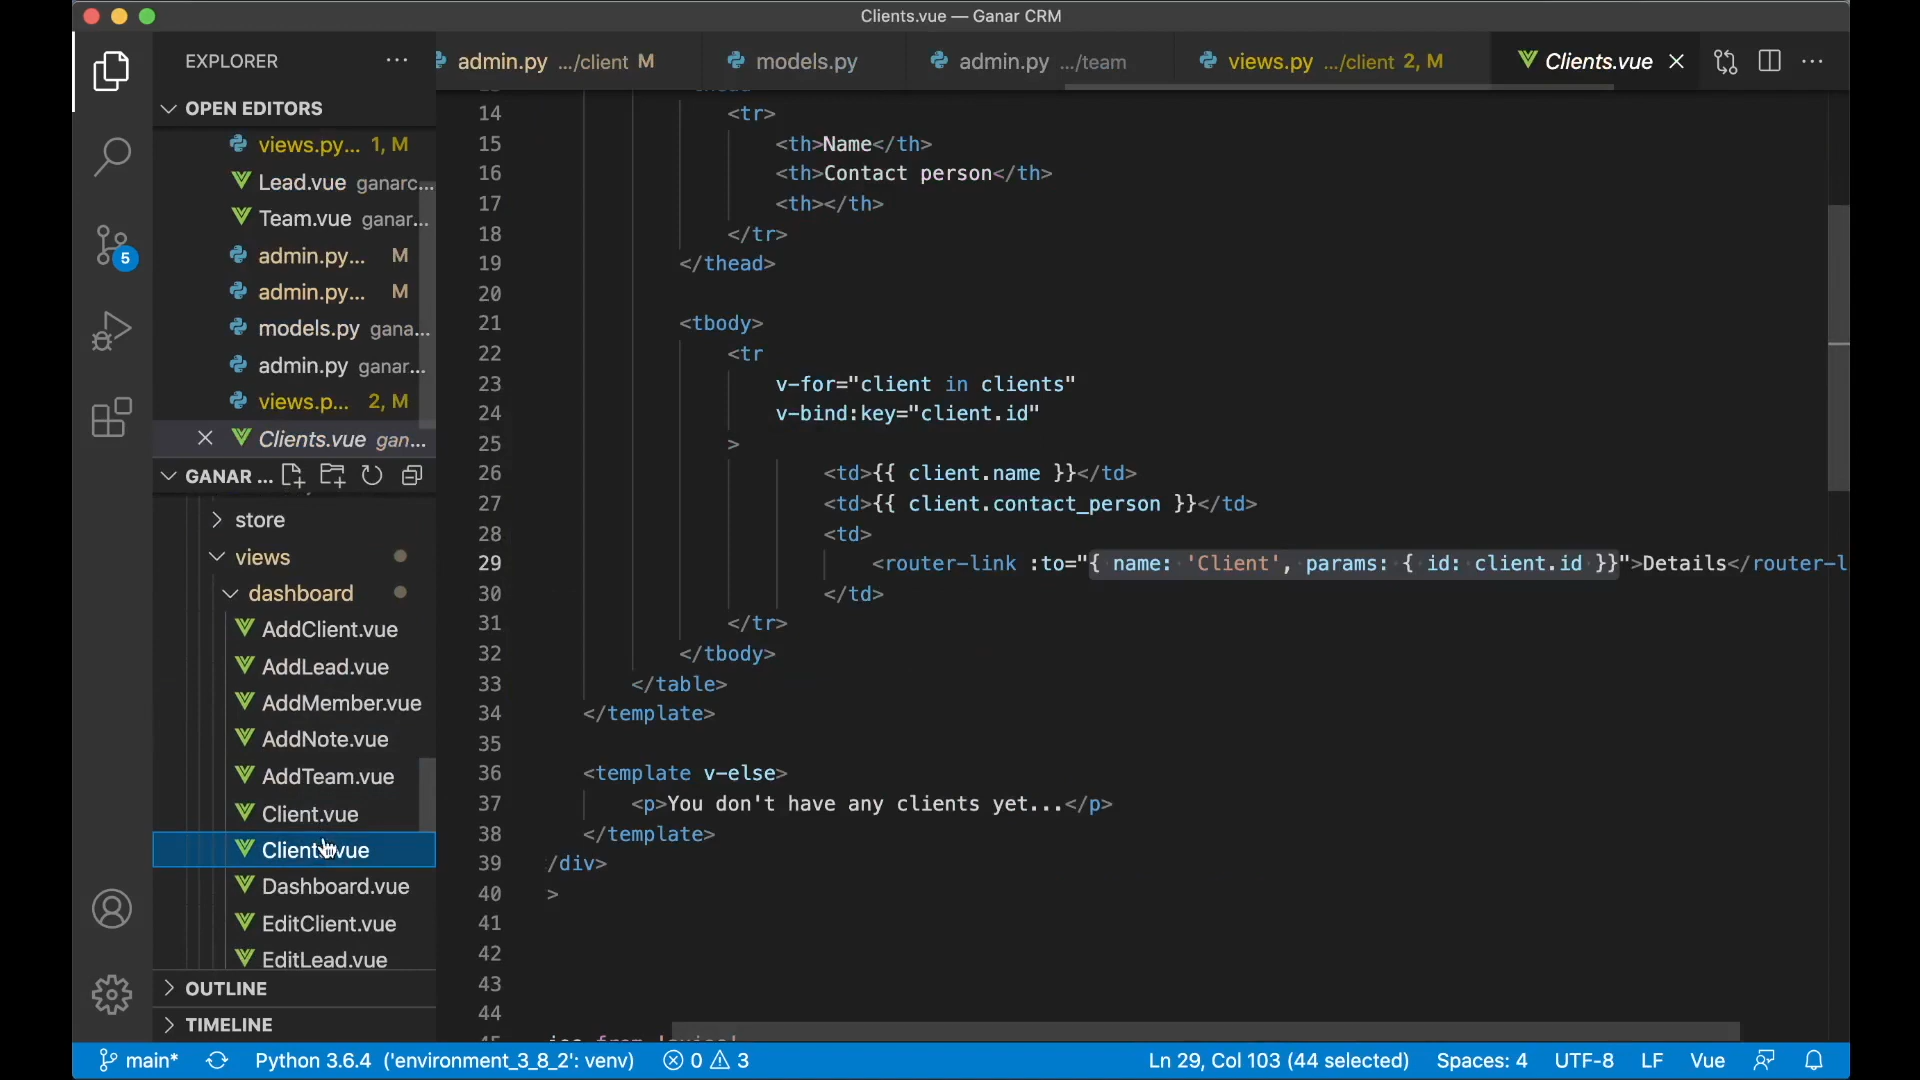 Clients.vue — Ganar CRM
EXPLORER
admin.py .../client M
models.py
admin.py .../team
views.py .../client 2, M
Clients.vue
OPEN EDITORS
views.py... 1, M
Lead.vue ganarc...
Team.vue ganar...
admin.py... M
admin.py... M
models.py gana...
admin.py ganar...
views.p... 2, M
Clients.vue gan...
GANAR ...
store
views
dashboard
AddClient.vue
AddLead.vue
AddMember.vue
AddNote.vue
AddTeam.vue
Client.vue
Clients.vue
Dashboard.vue
EditClient.vue
EditLead.vue
OUTLINE
TIMELINE
14 <tr>
15 <th>Name</th>
16 <th>Contact person</th>
17 <th></th>
18 </tr>
19 </thead>
20
21 <tbody>
22 <tr
23 v-for="client in clients"
24 v-bind:key="client.id"
25 >
26 <td>{{ client.name }}</td>
27 <td>{{ client.contact_person }}</td>
28 <td>
29 <router-link :to="{ name: 'Client', params: { id: client.id }}">Details</router-l
30 </td>
31 </tr>
32 </tbody>
33 </table>
34 </template>
35
36 <template v-else>
37 <p>You don't have any clients yet...</p>
38 </template>
39 /div>
40 >
41
42
43
44
5
main*
Python 3.6.4 ('environment_3_8_2': venv)
0
3
Ln 29, Col 103 (44 selected)
Spaces: 4
UTF-8
LF
Vue